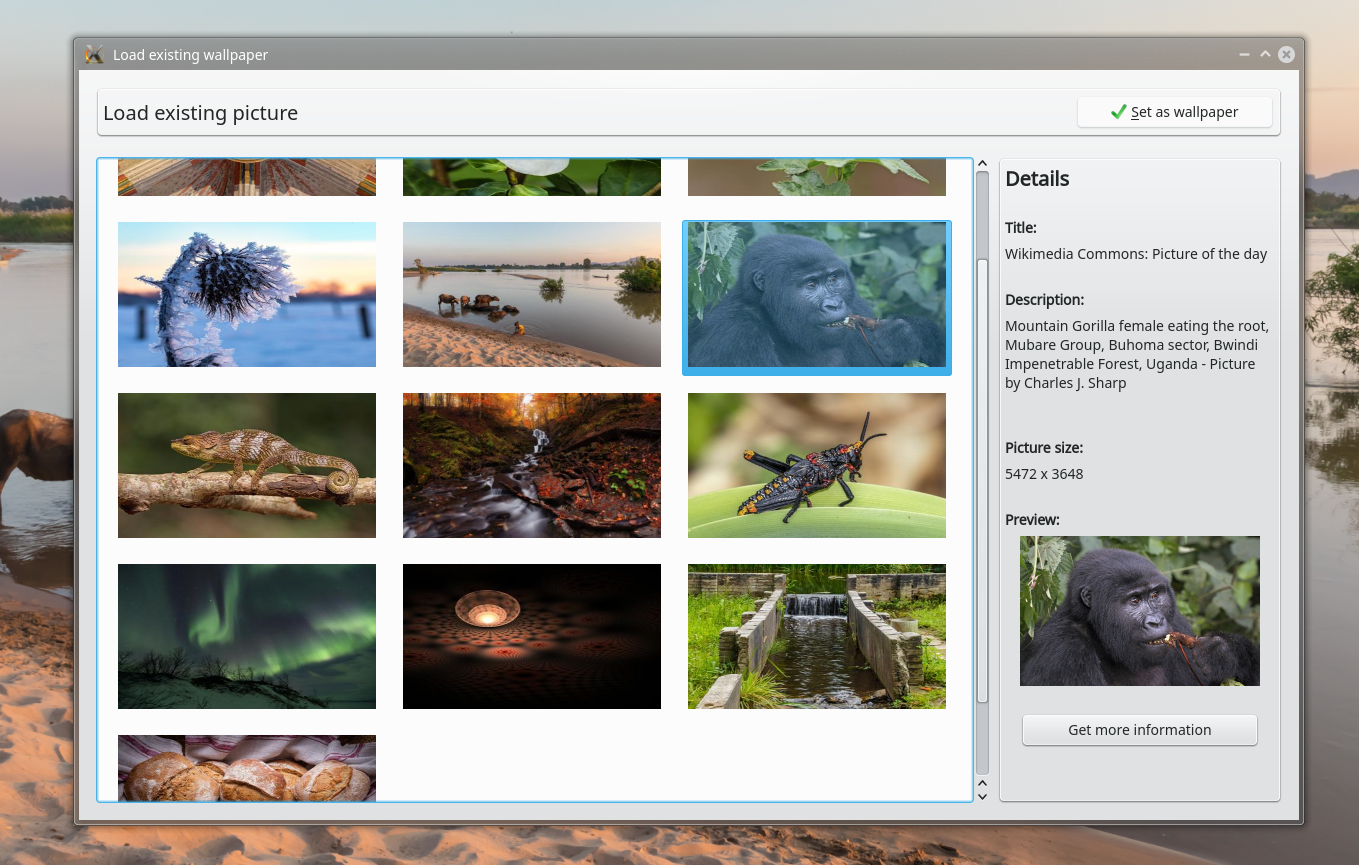 Load existing wallpaper
Load existing picture
Set as wallpaper
Details
Title:
Wikimedia Commons: Picture of the day
Description:
Mountain Gorilla female eating the root,
Mubare Group, Buhoma sector, Bwindi
Impenetrable Forest, Uganda - Picture
by Charles J. Sharp
Picture size:
5472 x 3648
Preview:
Get more information